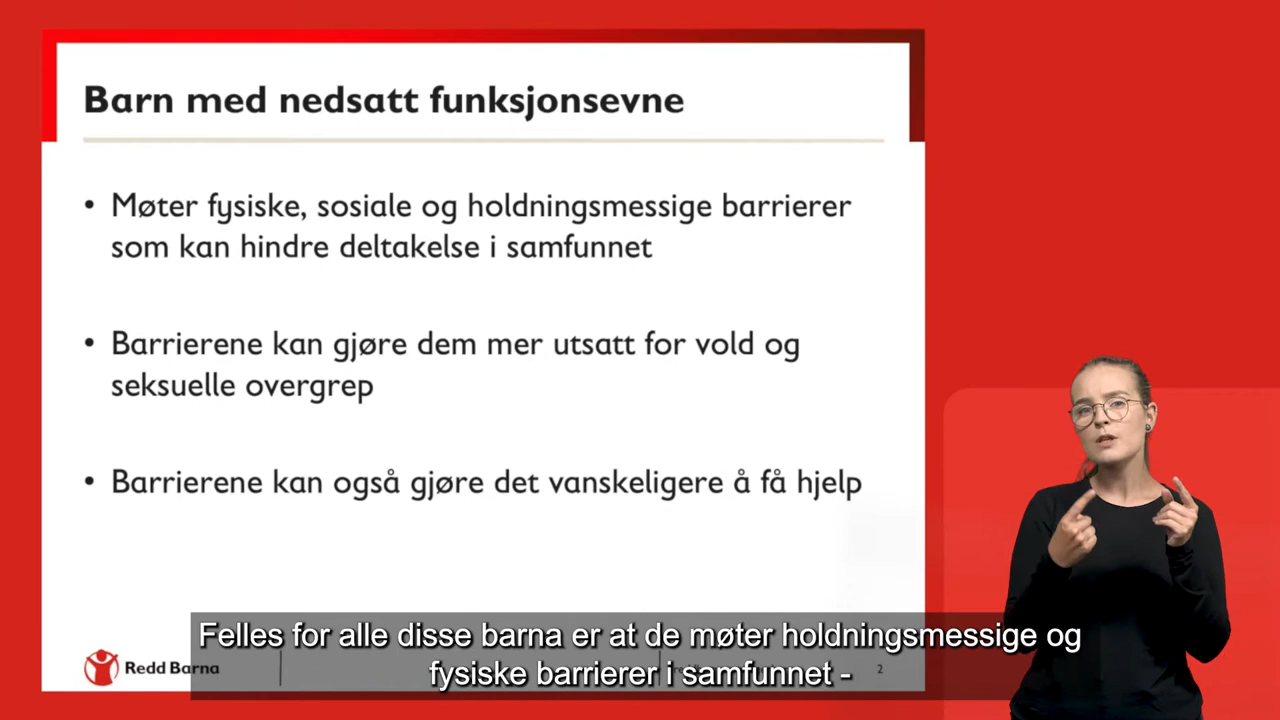 Barn med nedsatt funksjonsevne
• Møter fysiske, sosiale og holdningsmessige barrierer
som kan hindre deltakelse i samfunnet
• Barrierene kan gjøre dem mer utsatt for vold og
seksuelle overgrep
• Barrierene kan også gjøre det vanskeligere å få hjelp
Felles for alle disse barna er at de møter holdningsmessige og
fysiske barrierer i samfunnet -
Redd Barna
2